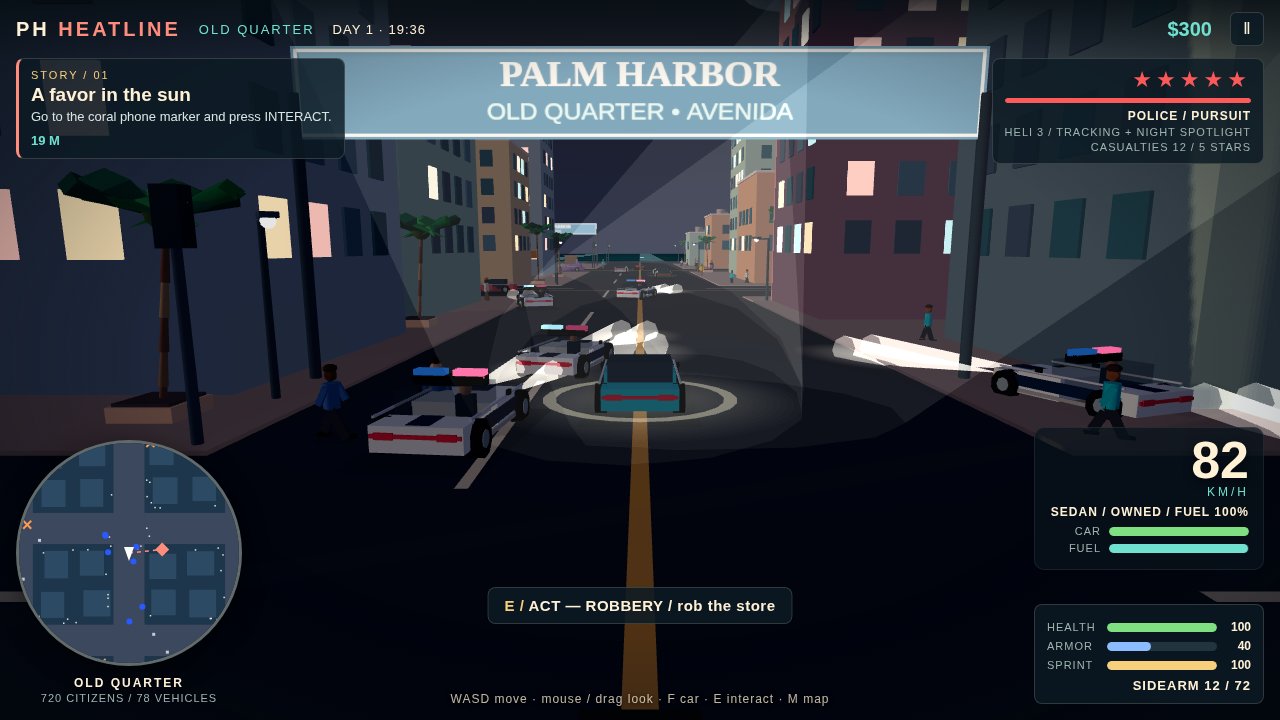 PH HEATLINE OLD QUARTER DAY 1 · 19:36
$300
STORY / 01
A favor in the sun
Go to the coral phone marker and press INTERACT.
19 M
PALM HARBOR
OLD QUARTER • AVENIDA
★★★★★
POLICE / PURSUIT
HELI 3 / TRACKING + NIGHT SPOTLIGHT
CASUALTIES 12 / 5 STARS
82
KM/H
SEDAN / OWNED / FUEL 100%
CAR
FUEL
E / ACT — ROBBERY / rob the store
HEALTH 100
ARMOR 40
SPRINT 100
SIDEARM 12 / 72
OLD QUARTER
720 CITIZENS / 78 VEHICLES
WASD move · mouse / drag look · F car · E interact · M map